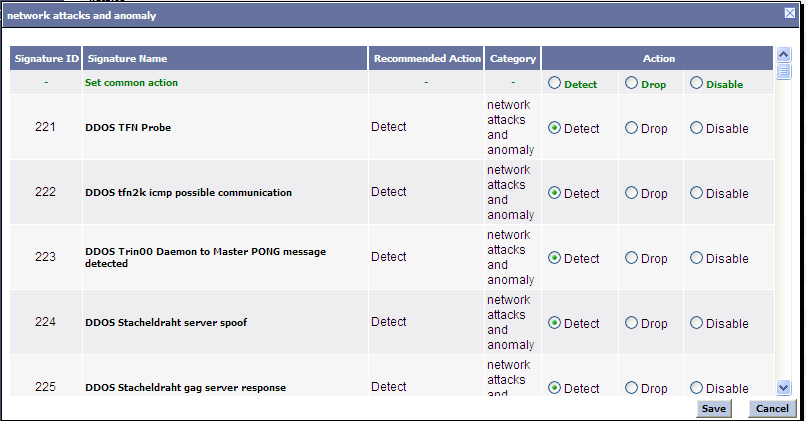 network attacks and anomaly
Signature ID Signature Name Recommended Action Category Action
- Set common action - - Detect Drop Disable
221 DDOS TFN Probe Detect network attacks and anomaly Detect Drop Disable
222 DDOS tfn2k icmp possible communication Detect network attacks and anomaly Detect Drop Disable
223 DDOS Trin00 Daemon to Master PONG message detected Detect network attacks and anomaly Detect Drop Disable
224 DDOS Stacheldraht server spoof Detect network attacks and anomaly Detect Drop Disable
225 DDOS Stacheldraht gag server response Detect network attacks and Detect Drop Disable
Save Cancel